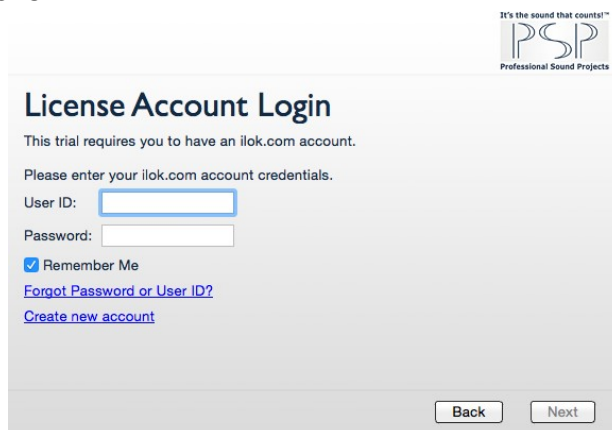 It's the sound that counts!™
PSP
Professional Sound Projects
License Account Login
This trial requires you to have an ilok.com account.
Please enter your ilok.com account credentials.
User ID:
Password:
Remember Me
Forgot Password or User ID?
Create new account
Back Next